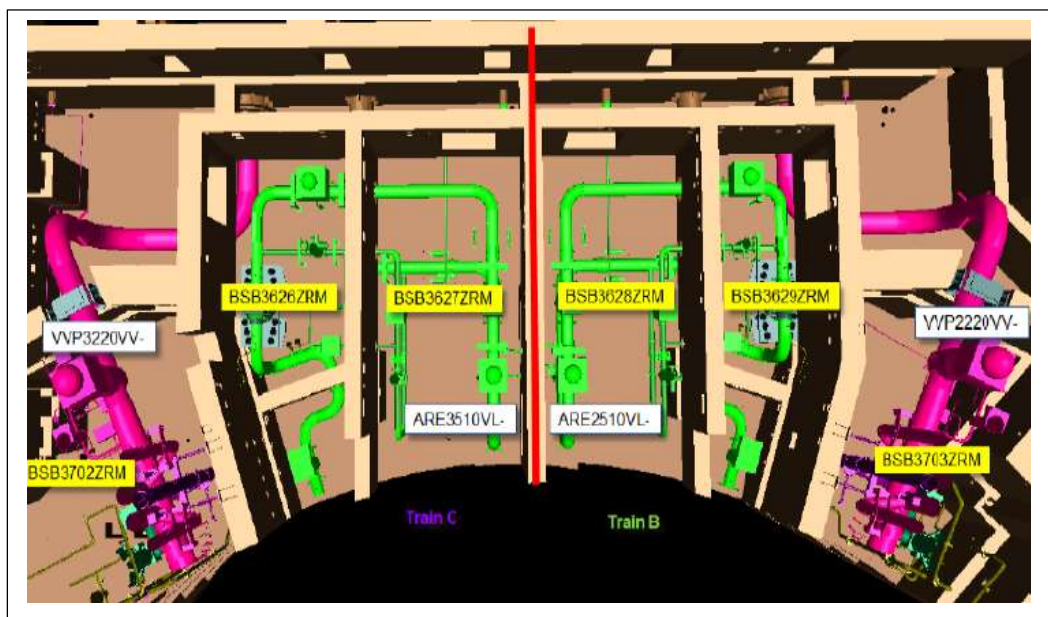 BSB3626ZRM
BSB3627ZRM
BSB3628ZRM
BSB3629ZRM
VVP3220VV-
VVP2220VV-
ARE3510VL-
ARE2510VL-
BSB3702ZRM
BSB3703ZRM
Train C
Train B